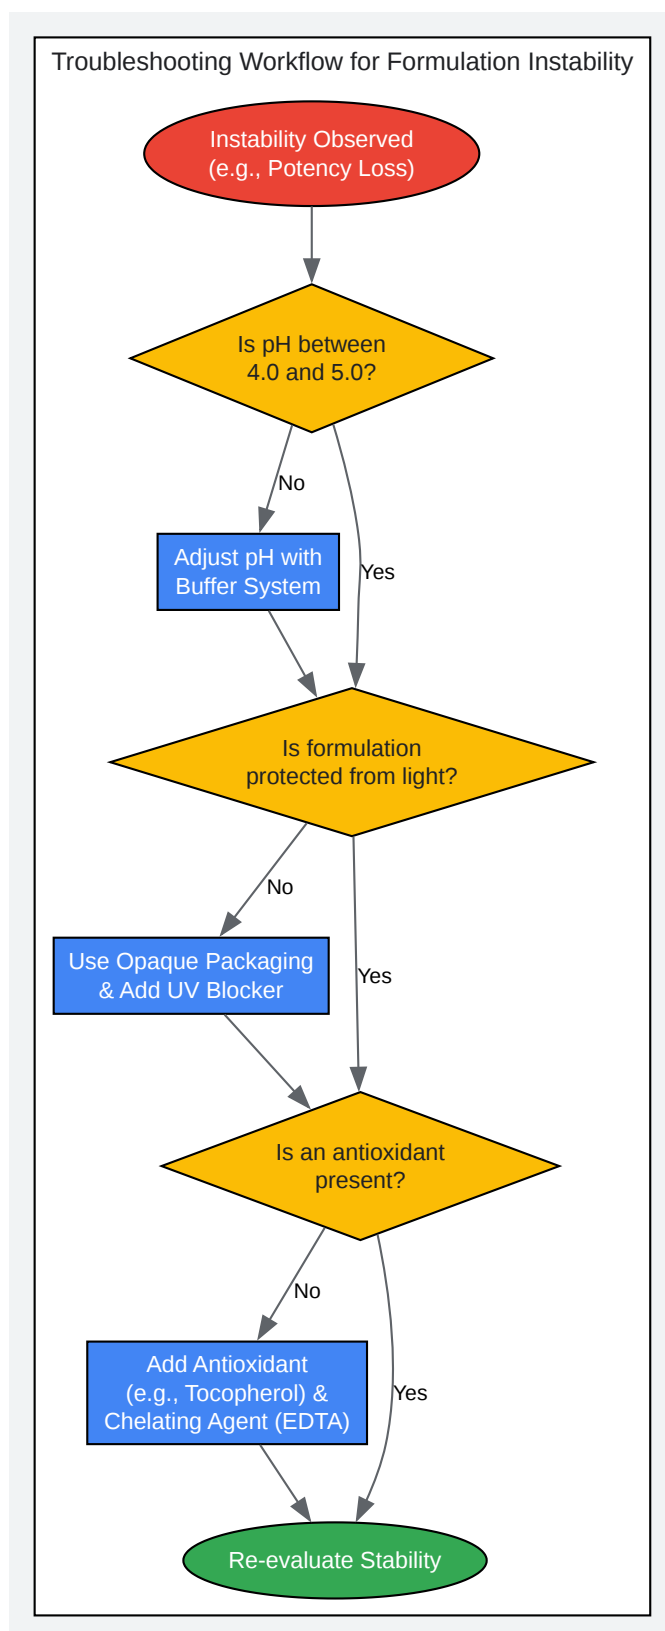 Troubleshooting Workflow for Formulation Instability
Instability Observed
(e.g., Potency Loss)
Is pH between
4.0 and 5.0?
No
Adjust pH with
Buffer System
Yes
Is formulation
protected from light?
No
Use Opaque Packaging
& Add UV Blocker
Yes
Is an antioxidant
present?
No
Add Antioxidant
(e.g., Tocopherol) &
Chelating Agent (EDTA)
Yes
Re-evaluate Stability